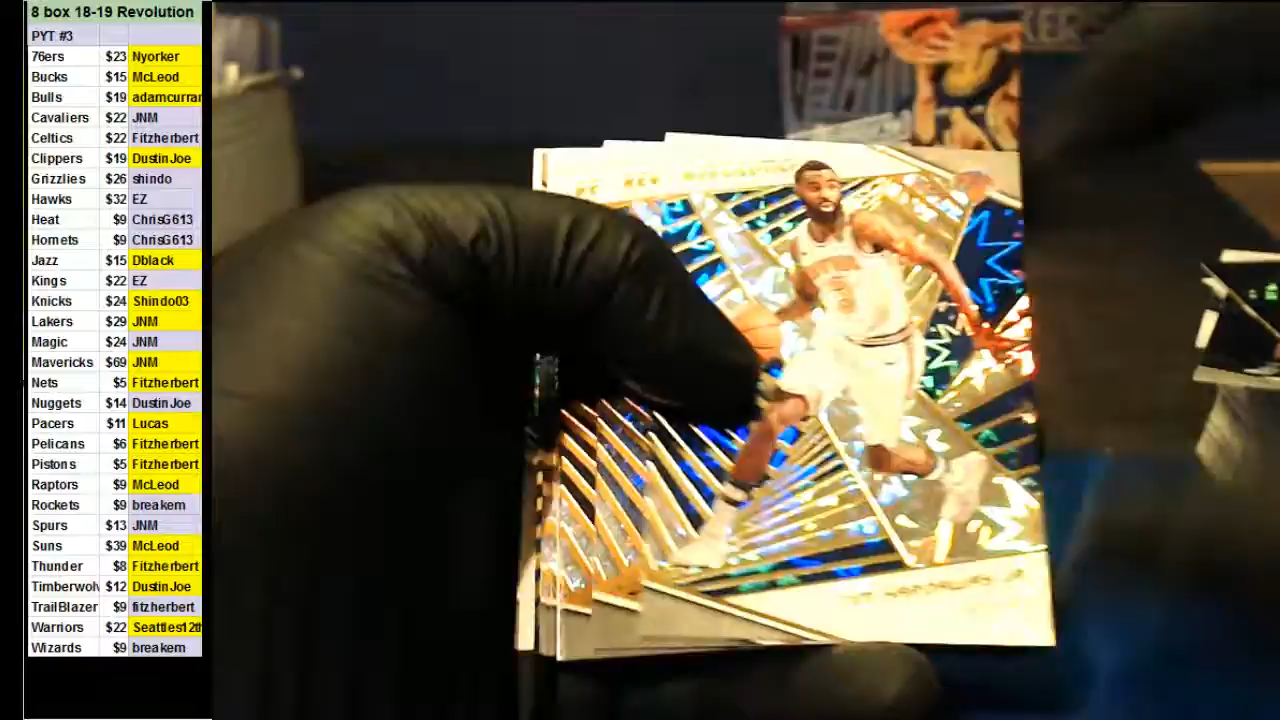 8 box 18-19 Revolution
PYT #3
76ers $23 Nyorker
Bucks $15 McLeod
Bulls $19 adamcurrar
Cavaliers $22 JNM
Celtics $22 Fitzherbert
Clippers $19 DustinJoe
Grizzlies $26 shindo
Hawks $32 EZ
Heat $9 ChrisG613
Hornets $9 ChrisG613
Jazz $15 Dblack
Kings $22 EZ
Knicks $24 Shindo03
Lakers $29 JNM
Magic $24 JNM
Mavericks $69 JNM
Nets $5 Fitzherbert
Nuggets $14 DustinJoe
Pacers $11 Lucas
Pelicans $6 Fitzherbert
Pistons $5 Fitzherbert
Raptors $9 McLeod
Rockets $9 breakem
Spurs $13 JNM
Suns $39 McLeod
Thunder $8 Fitzherbert
Timberwolv $12 DustinJoe
TrailBlazer $9 fitzherbert
Warriors $22 Seattles12th
Wizards $9 breakem